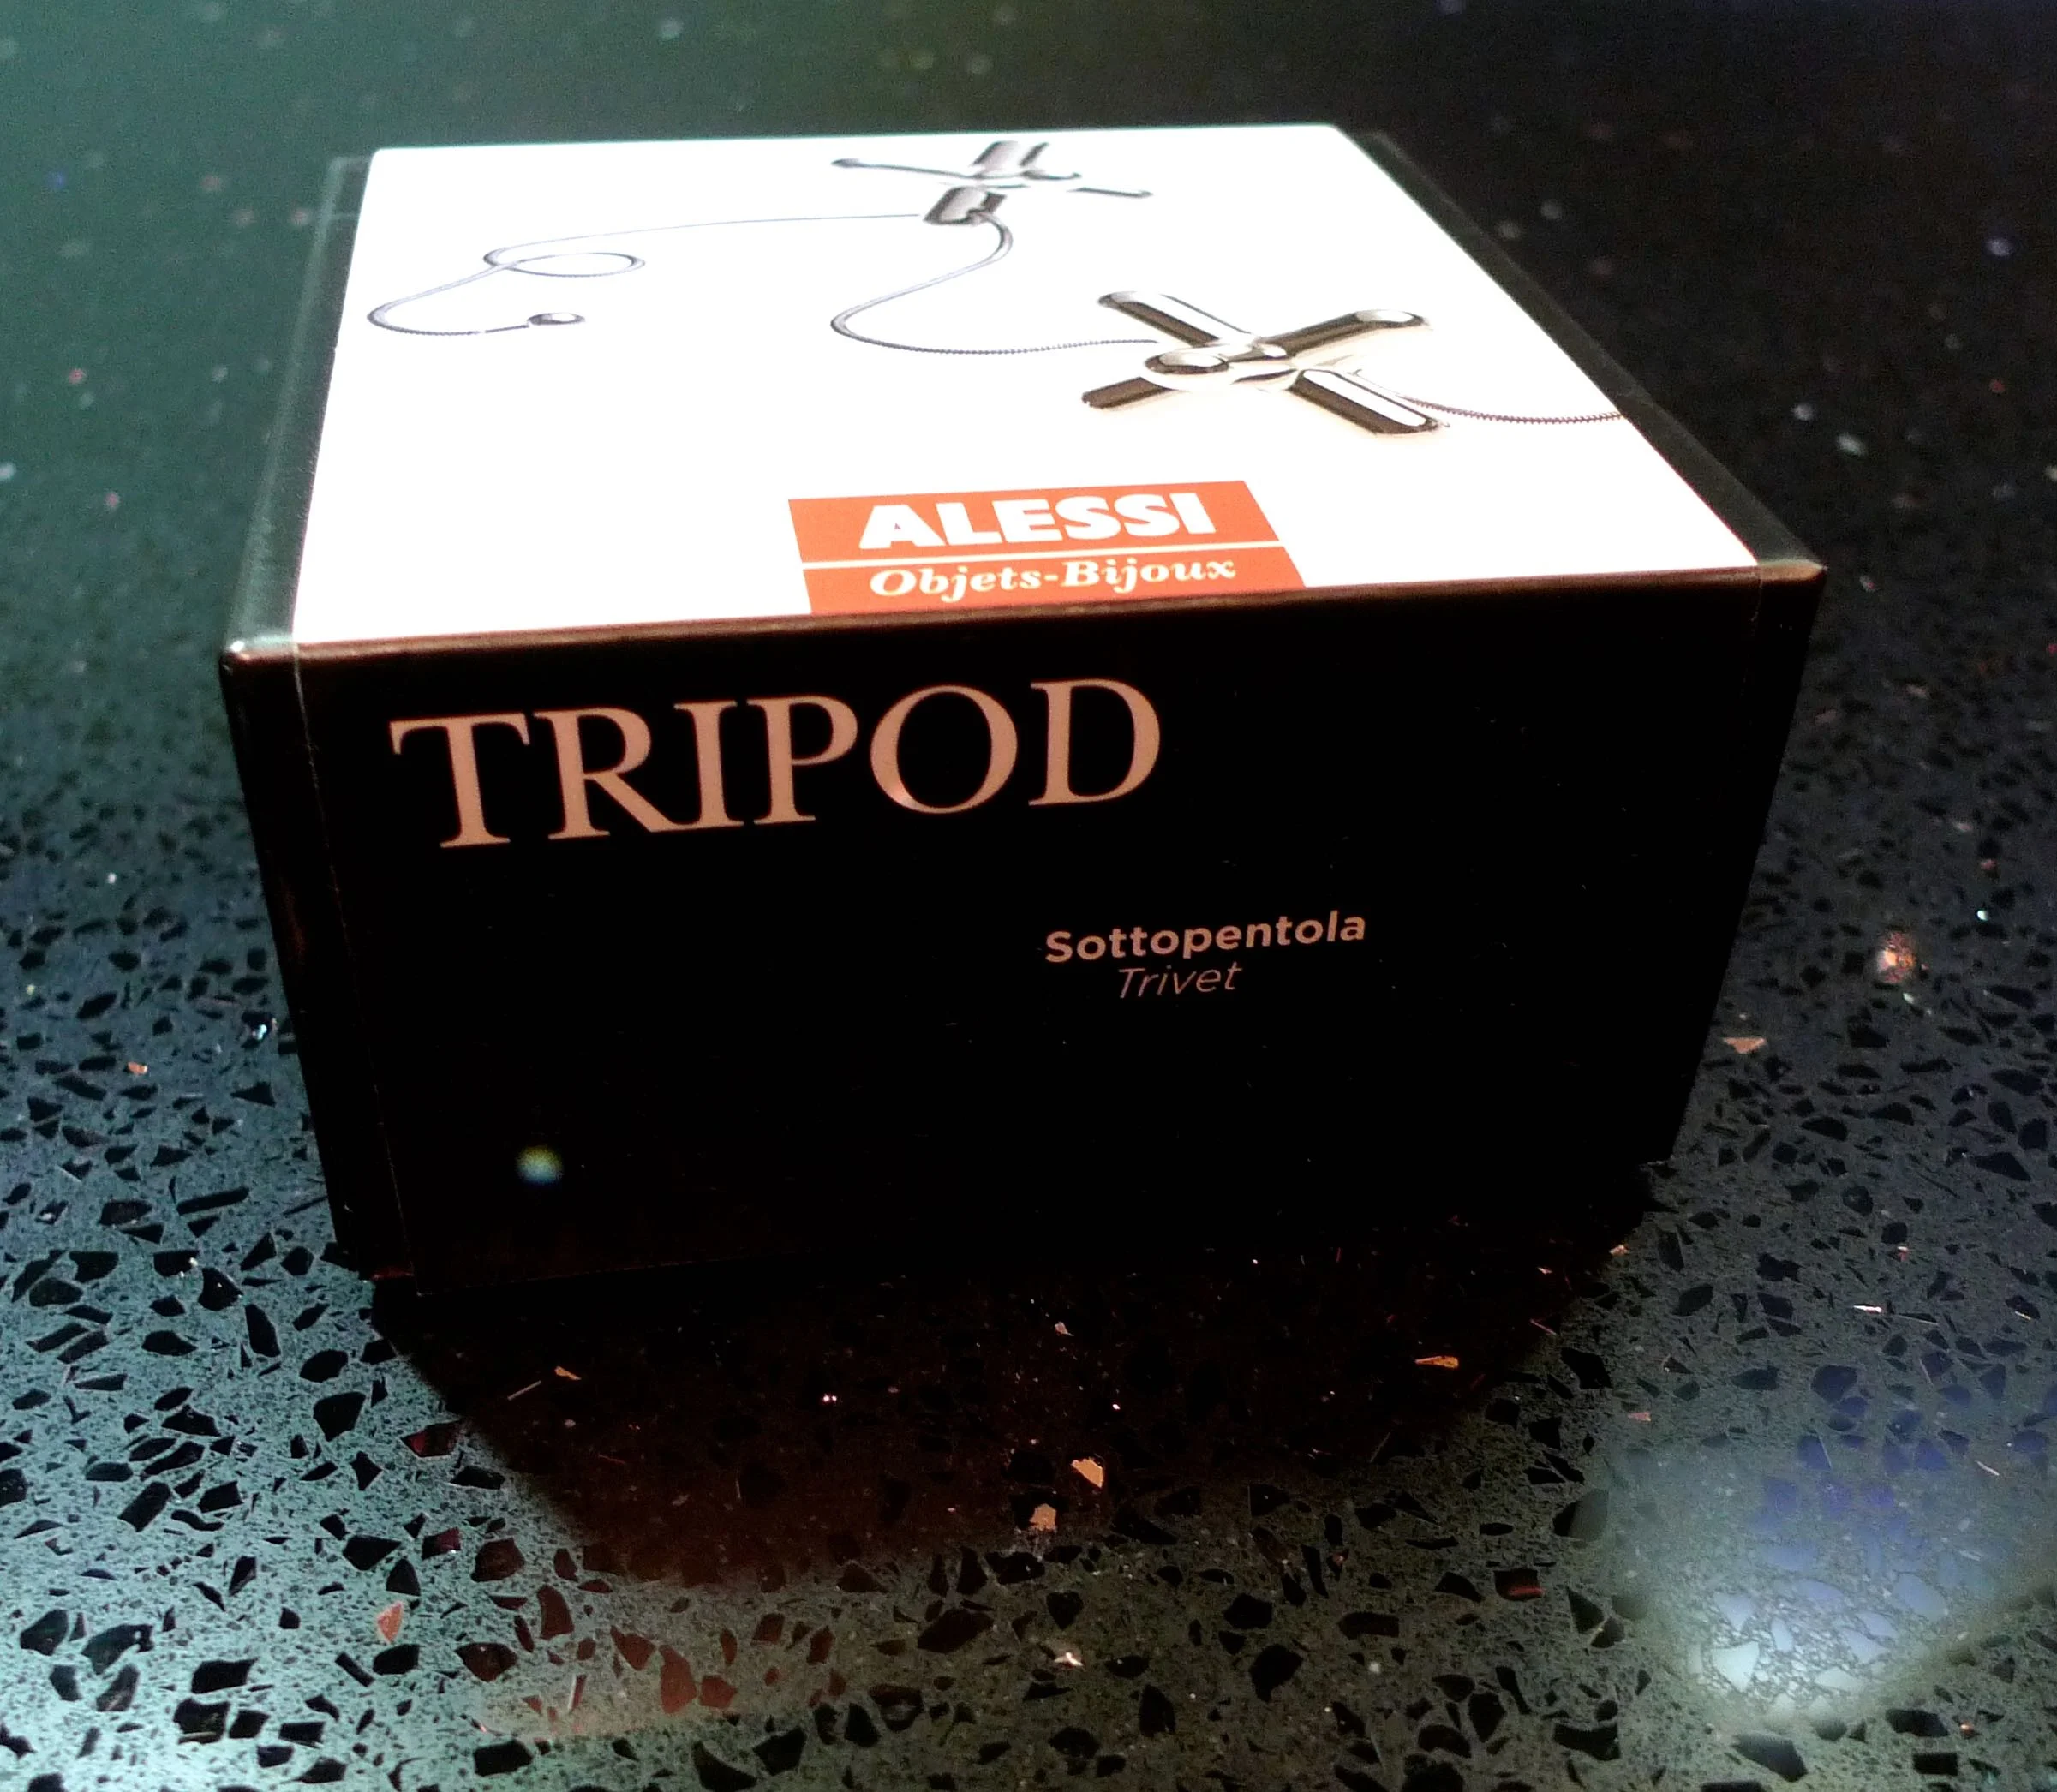 ALESSI
Objets-Bijoux
TRIPOD
Sottopentola
Trivet